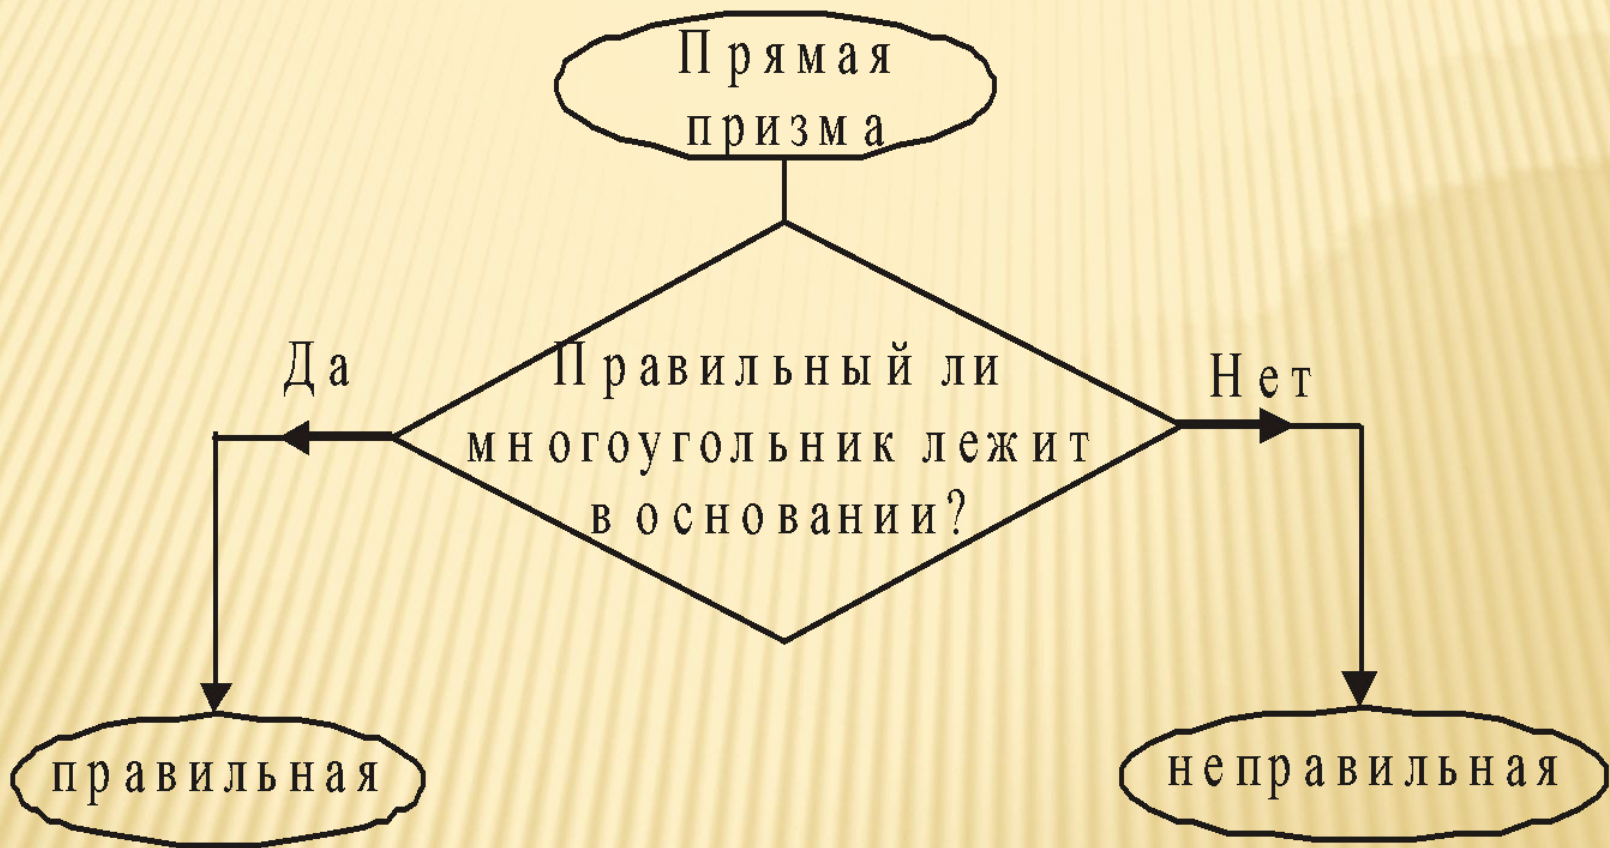 Прямая
призма
Да
Правильный ли
многоугольник лежит
в основании?
Нет
правильная
неправильная